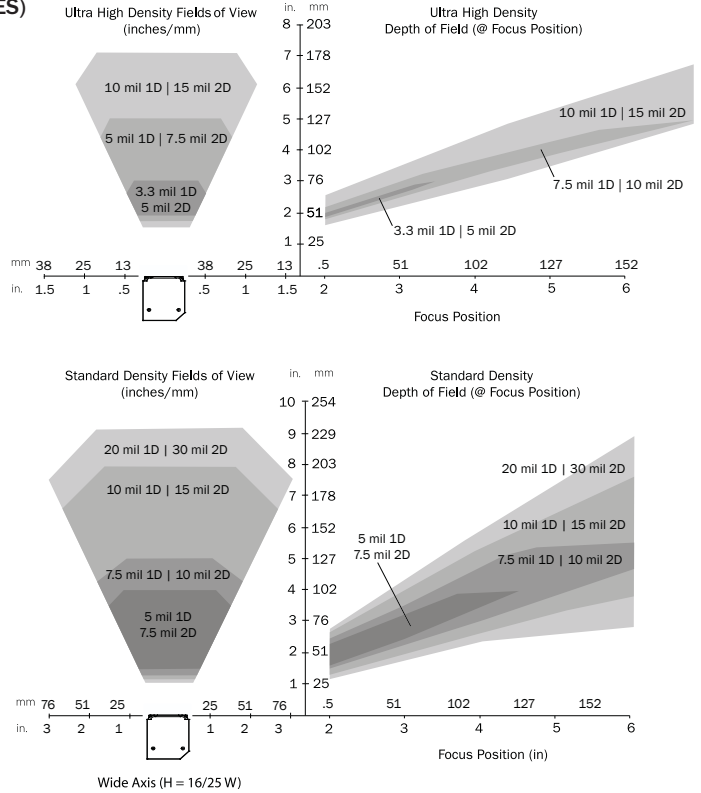 ES)
Ultra High Density Fields of View
(inches/mm)
in. mm
Ultra High Density
Depth of Field (@ Focus Position)
8 203
7 178
6 152
5 127
4 102
3 76
2 51
1 25
10 mil 1D | 15 mil 2D
5 mil 1D | 7.5 mil 2D
3.3 mil 1D
5 mil 2D
10 mil 1D | 15 mil 2D
7.5 mil 1D | 10 mil 2D
3.3 mil 1D | 5 mil 2D
mm 38 25 13 38 25 13 .5 51 102 127 152
in. 1.5 1 .5 .5 1 1.5 2 3 4 5 6
Focus Position
Standard Density Fields of View
(inches/mm)
in. mm
Standard Density
Depth of Field (@ Focus Position)
10 254
9 229
8 203
7 178
6 152
5 127
4 102
3 76
2 51
1 25
20 mil 1D | 30 mil 2D
10 mil 1D | 15 mil 2D
7.5 mil 1D | 10 mil 2D
5 mil 1D
7.5 mil 2D
20 mil 1D | 30 mil 2D
10 mil 1D | 15 mil 2D
5 mil 1D
7.5 mil 2D
7.5 mil 1D | 10 mil 2D
mm 76 51 25 25 51 76 .5 51 102 127 152
in. 3 2 1 1 2 3 2 3 4 5 6
Focus Position (in)
Wide Axis (H = 16/25 W)